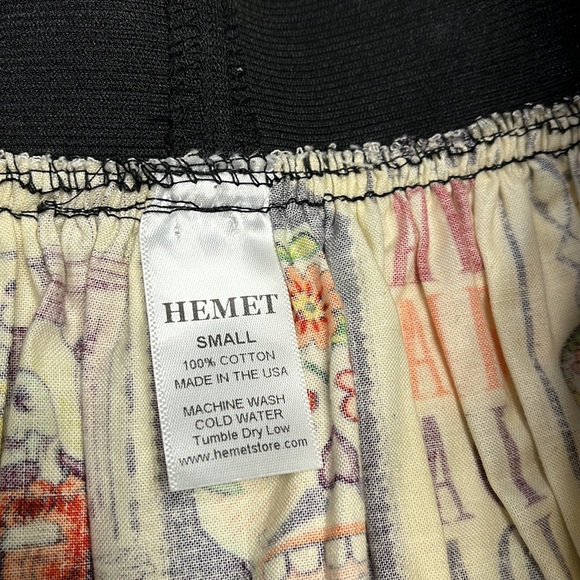 HEMET
SMALL
100% COTTON
MADE IN THE USA
MACHINE WASH
COLD WATER
Tumble Dry Low
www.hemetstore.com